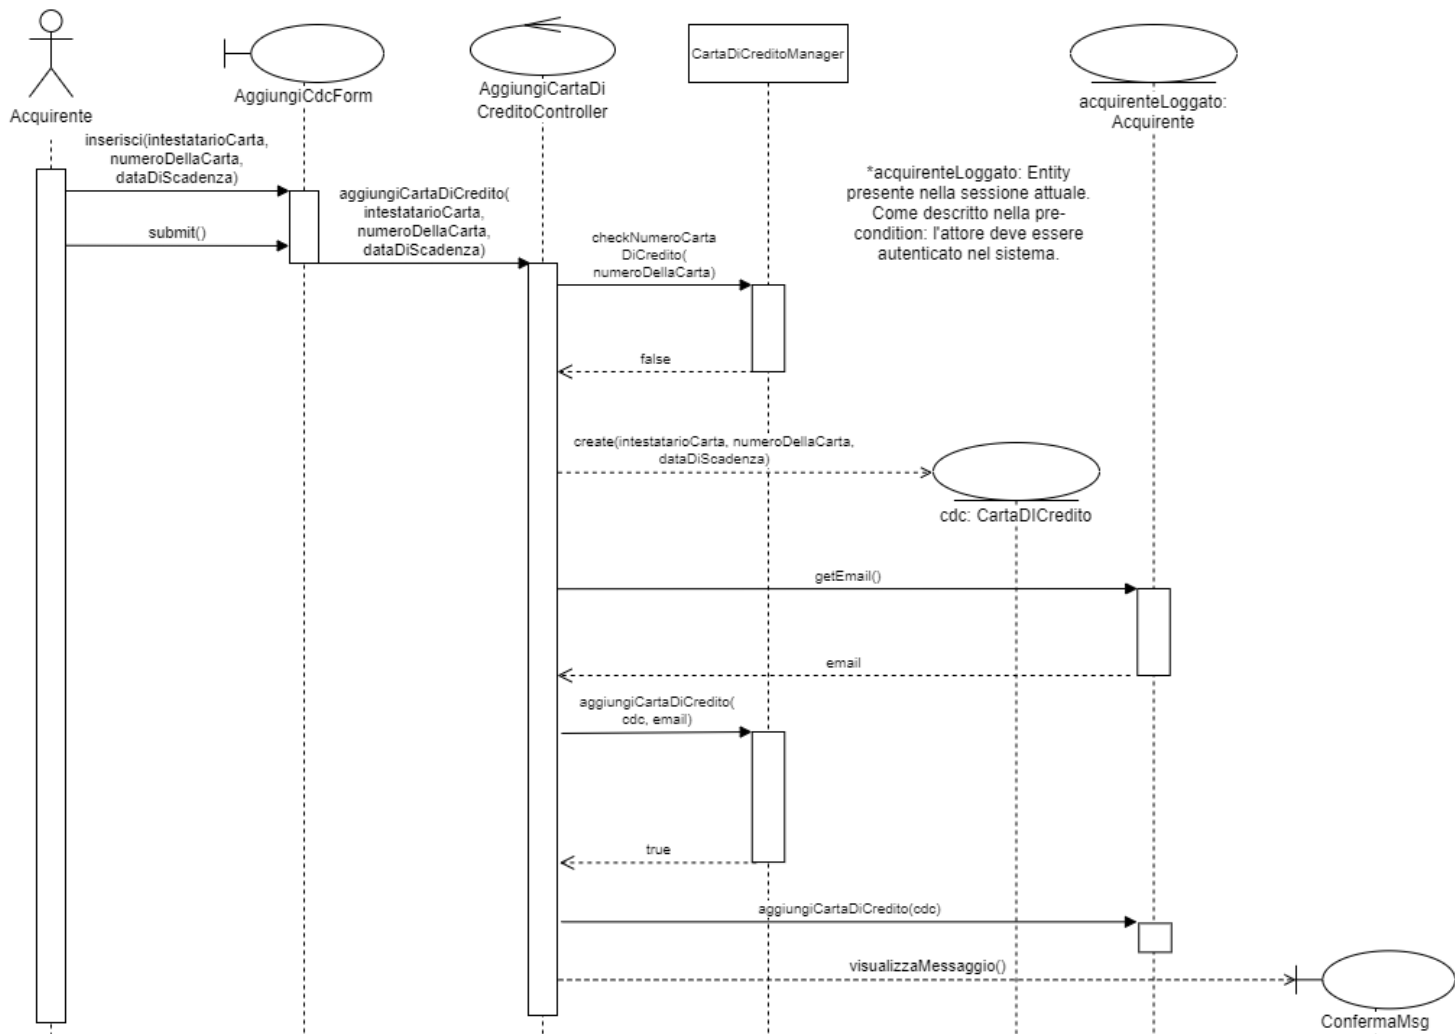 Acquirente
AggiungiCdcForm
AggiungiCartaDi
CreditoController
CartaDiCreditoManager
acquirenteLoggato:
Acquirente
inserisci(intestatarioCarta,
numeroDellaCarta,
dataDiScadenza)
*acquirenteLoggato: Entity
presente nella sessione attuale.
Come descritto nella pre-
condition: l'attore deve essere
autenticato nel sistema.
aggiungiCartaDiCredito(
intestatarioCarta,
numeroDellaCarta,
dataDiScadenza)
submit()
checkNumeroCarta
DiCredito(
numeroDellaCarta)
false
create(intestatarioCarta, numeroDellaCarta,
dataDiScadenza)
cdc: CartaDICredito
getEmail()
email
aggiungiCartaDiCredito(
cdc, email)
true
aggiungiCartaDiCredito(cdc)
visualizzaMessaggio()
ConfermaMsg